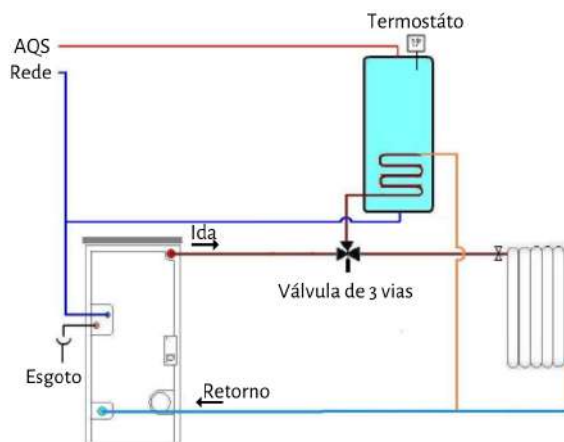 Termostáto
AQS
Rede
Ida
Válvula de 3 vias
Esgoto
Retorno